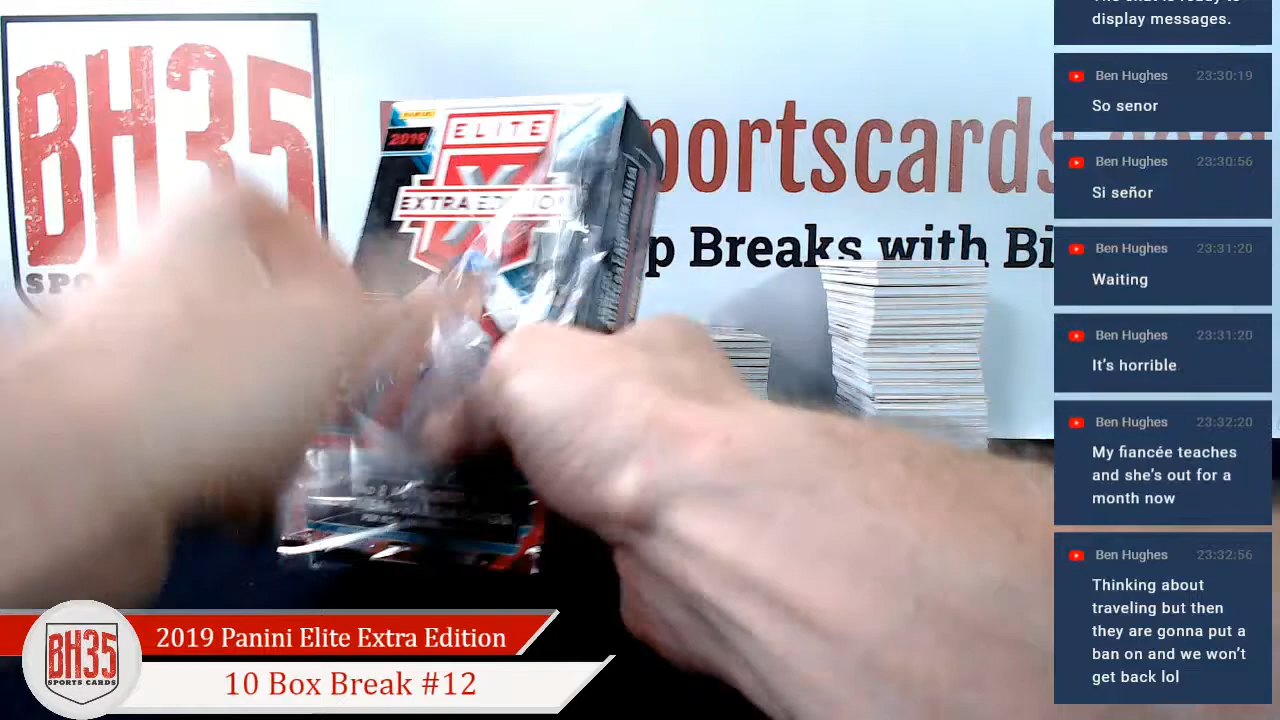 BH35
SPO
PANINI
2019
ELITE
EXTRA EDITION
portscards
p Breaks with Bi
display messages.
Ben Hughes 23:30:19
So senor
Ben Hughes 23:30:56
Si señor
Ben Hughes 23:31:20
Waiting
Ben Hughes 23:31:20
It's horrible
Ben Hughes 23:32:20
My fiancée teaches
and she's out for a
month now
Ben Hughes 23:32:56
Thinking about
traveling but then
they are gonna put a
ban on and we won't
get back lol
BH35
SPORTS CARDS
2019 Panini Elite Extra Edition
10 Box Break #12